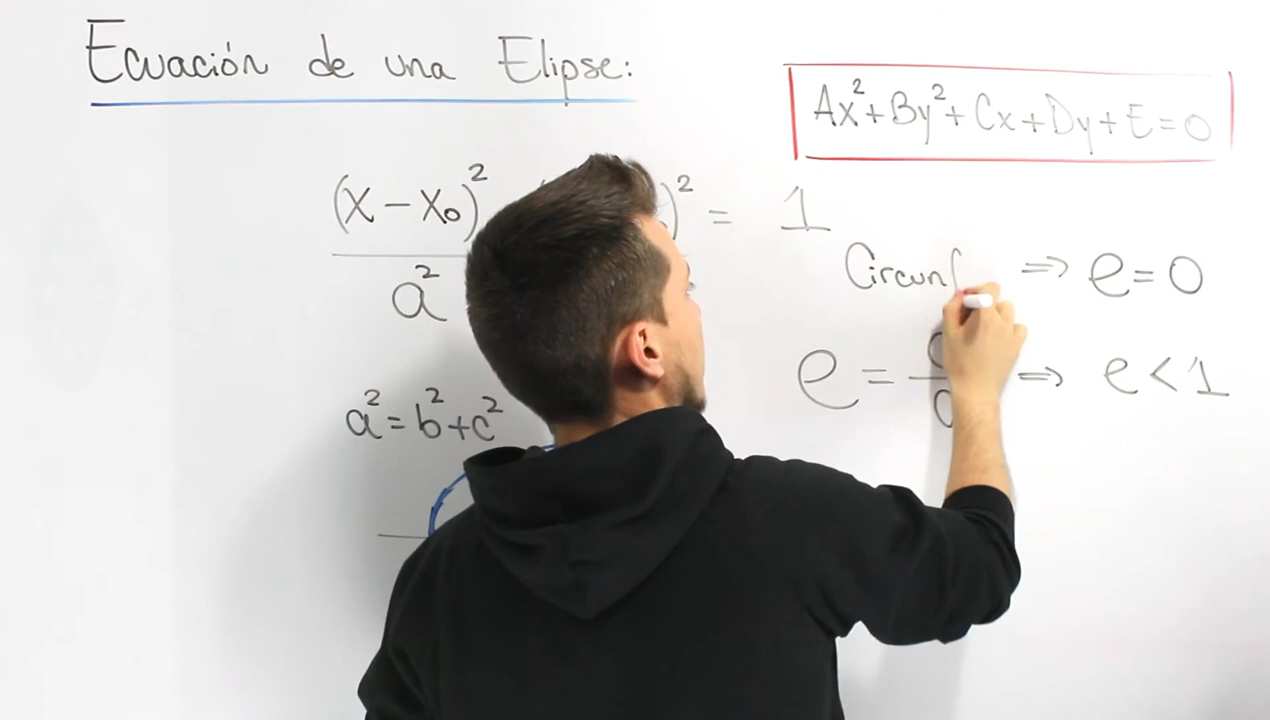 Ecuación de una Elipse:
Ax²+By²+Cx+Dy+E=0
(x-x₀)² )² = 1
a²
Circunf ⇒ e=0
e= ⇒ e<1
a²=b²+c²